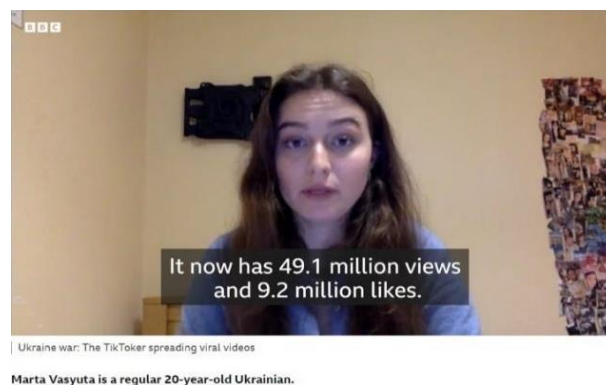 BBC
It now has 49.1 million views
and 9.2 million likes.
Ukraine war: The TikToker spreading viral videos
Marta Vasyuta is a regular 20-year-old Ukrainian.